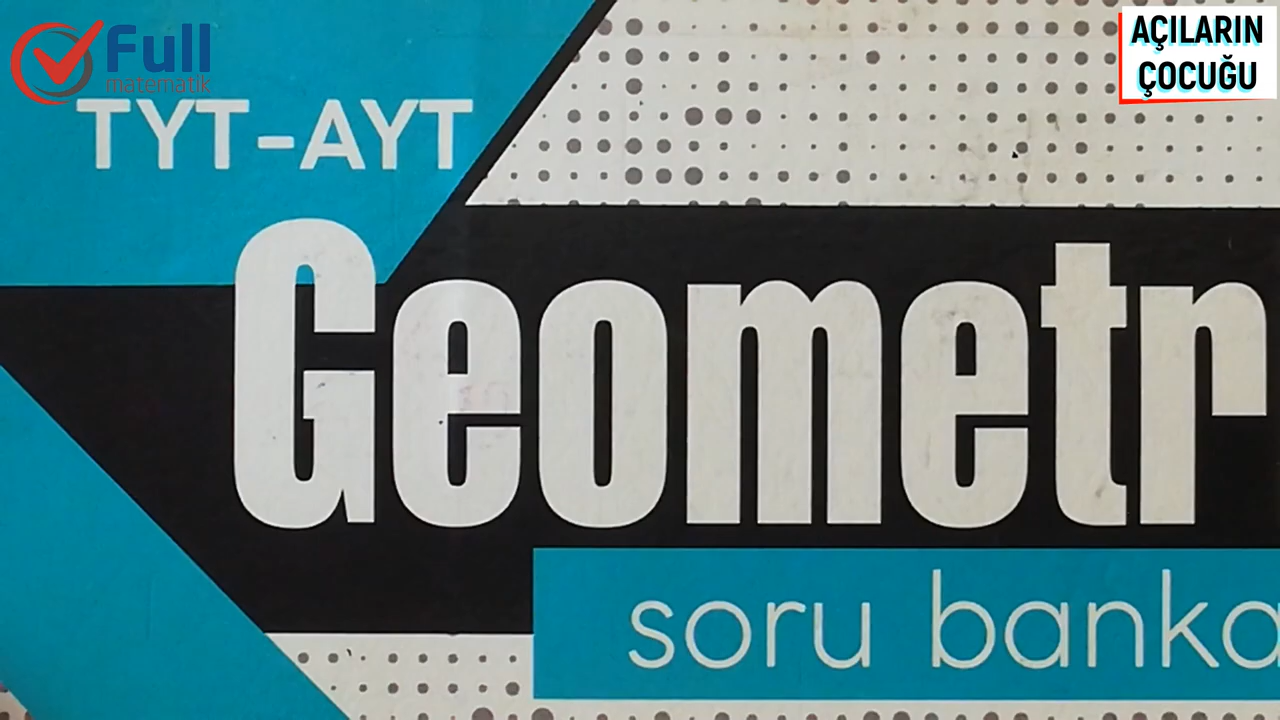 Full
matematik
AÇILARIN
ÇOCUĞU
TYT-AYT
Geometr
soru banka